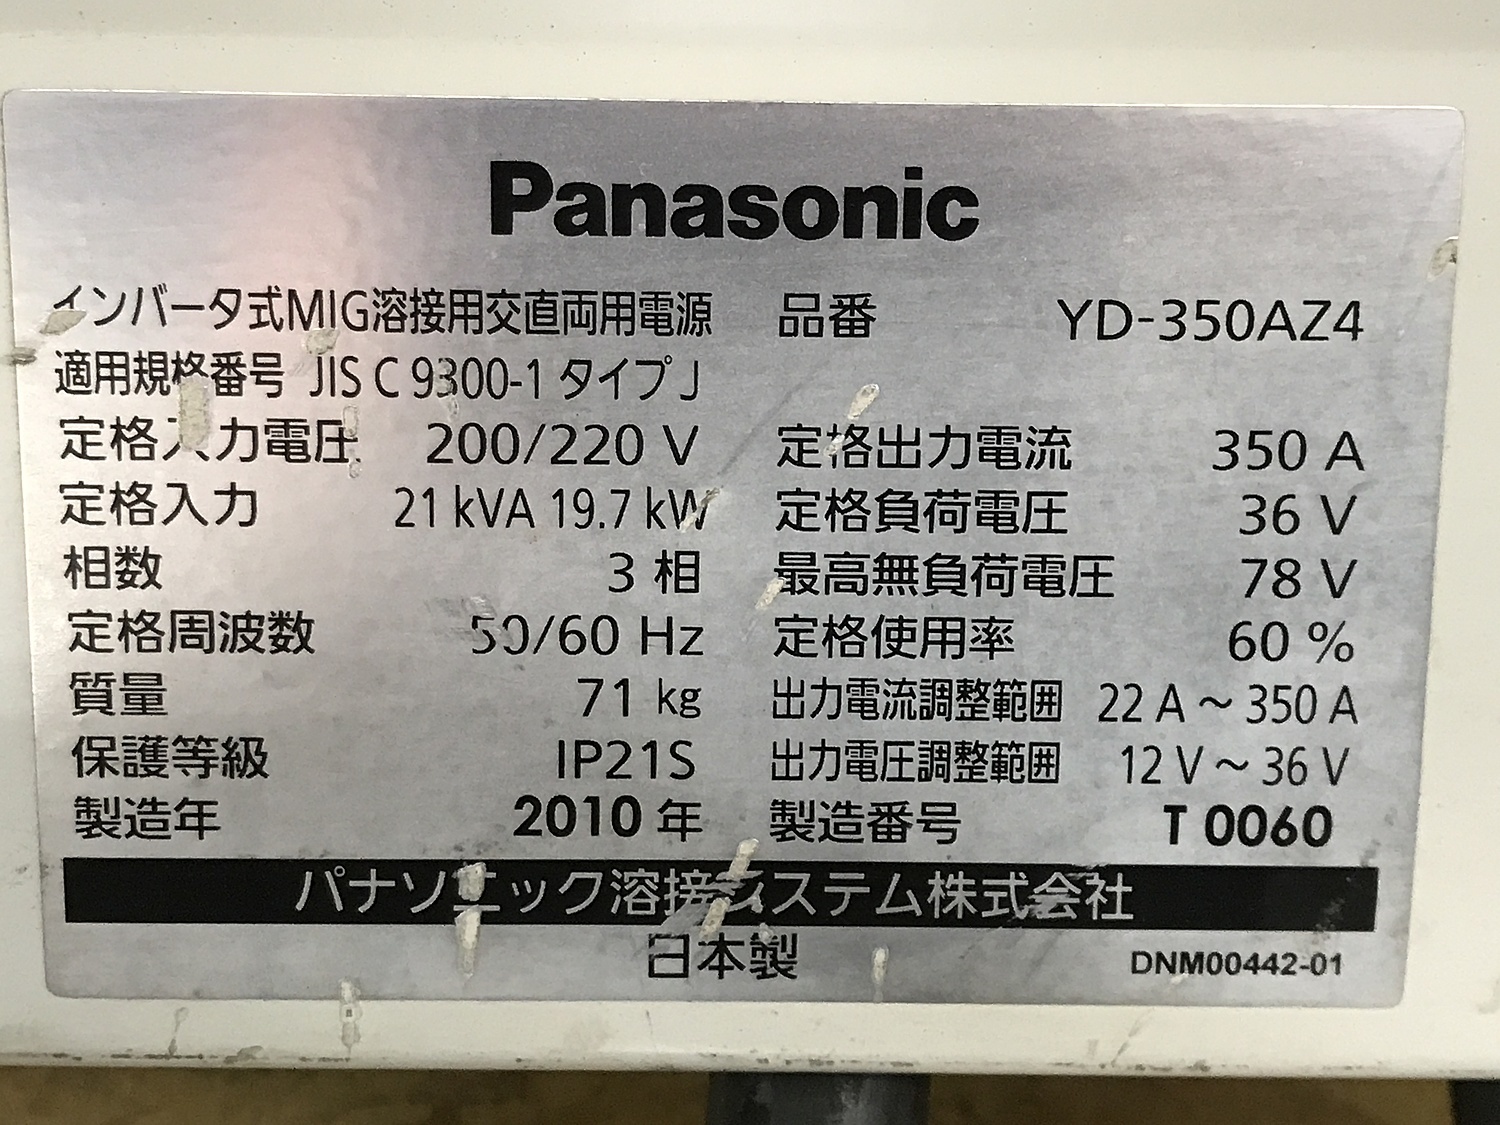 Panasonic
インバータ式MIG溶接用交直両用電源 品番 YD-350AZ4
適用規格番号 JIS C 9300-1 タイプJ
定格入力電圧 200/220 V 定格出力電流 350 A
定格入力 21 kVA 19.7 kW 定格負荷電圧 36 V
相数 3 相 最高無負荷電圧 78 V
定格周波数 50/60 Hz 定格使用率 60 %
質量 71 kg 出力電流調整範囲 22 A ～ 350 A
保護等級 IP21S 出力電圧調整範囲 12 V ～ 36 V
製造年 2010 年 製造番号 T 0060
パナソニック溶接システム株式会社
日本製 DNM00442-01